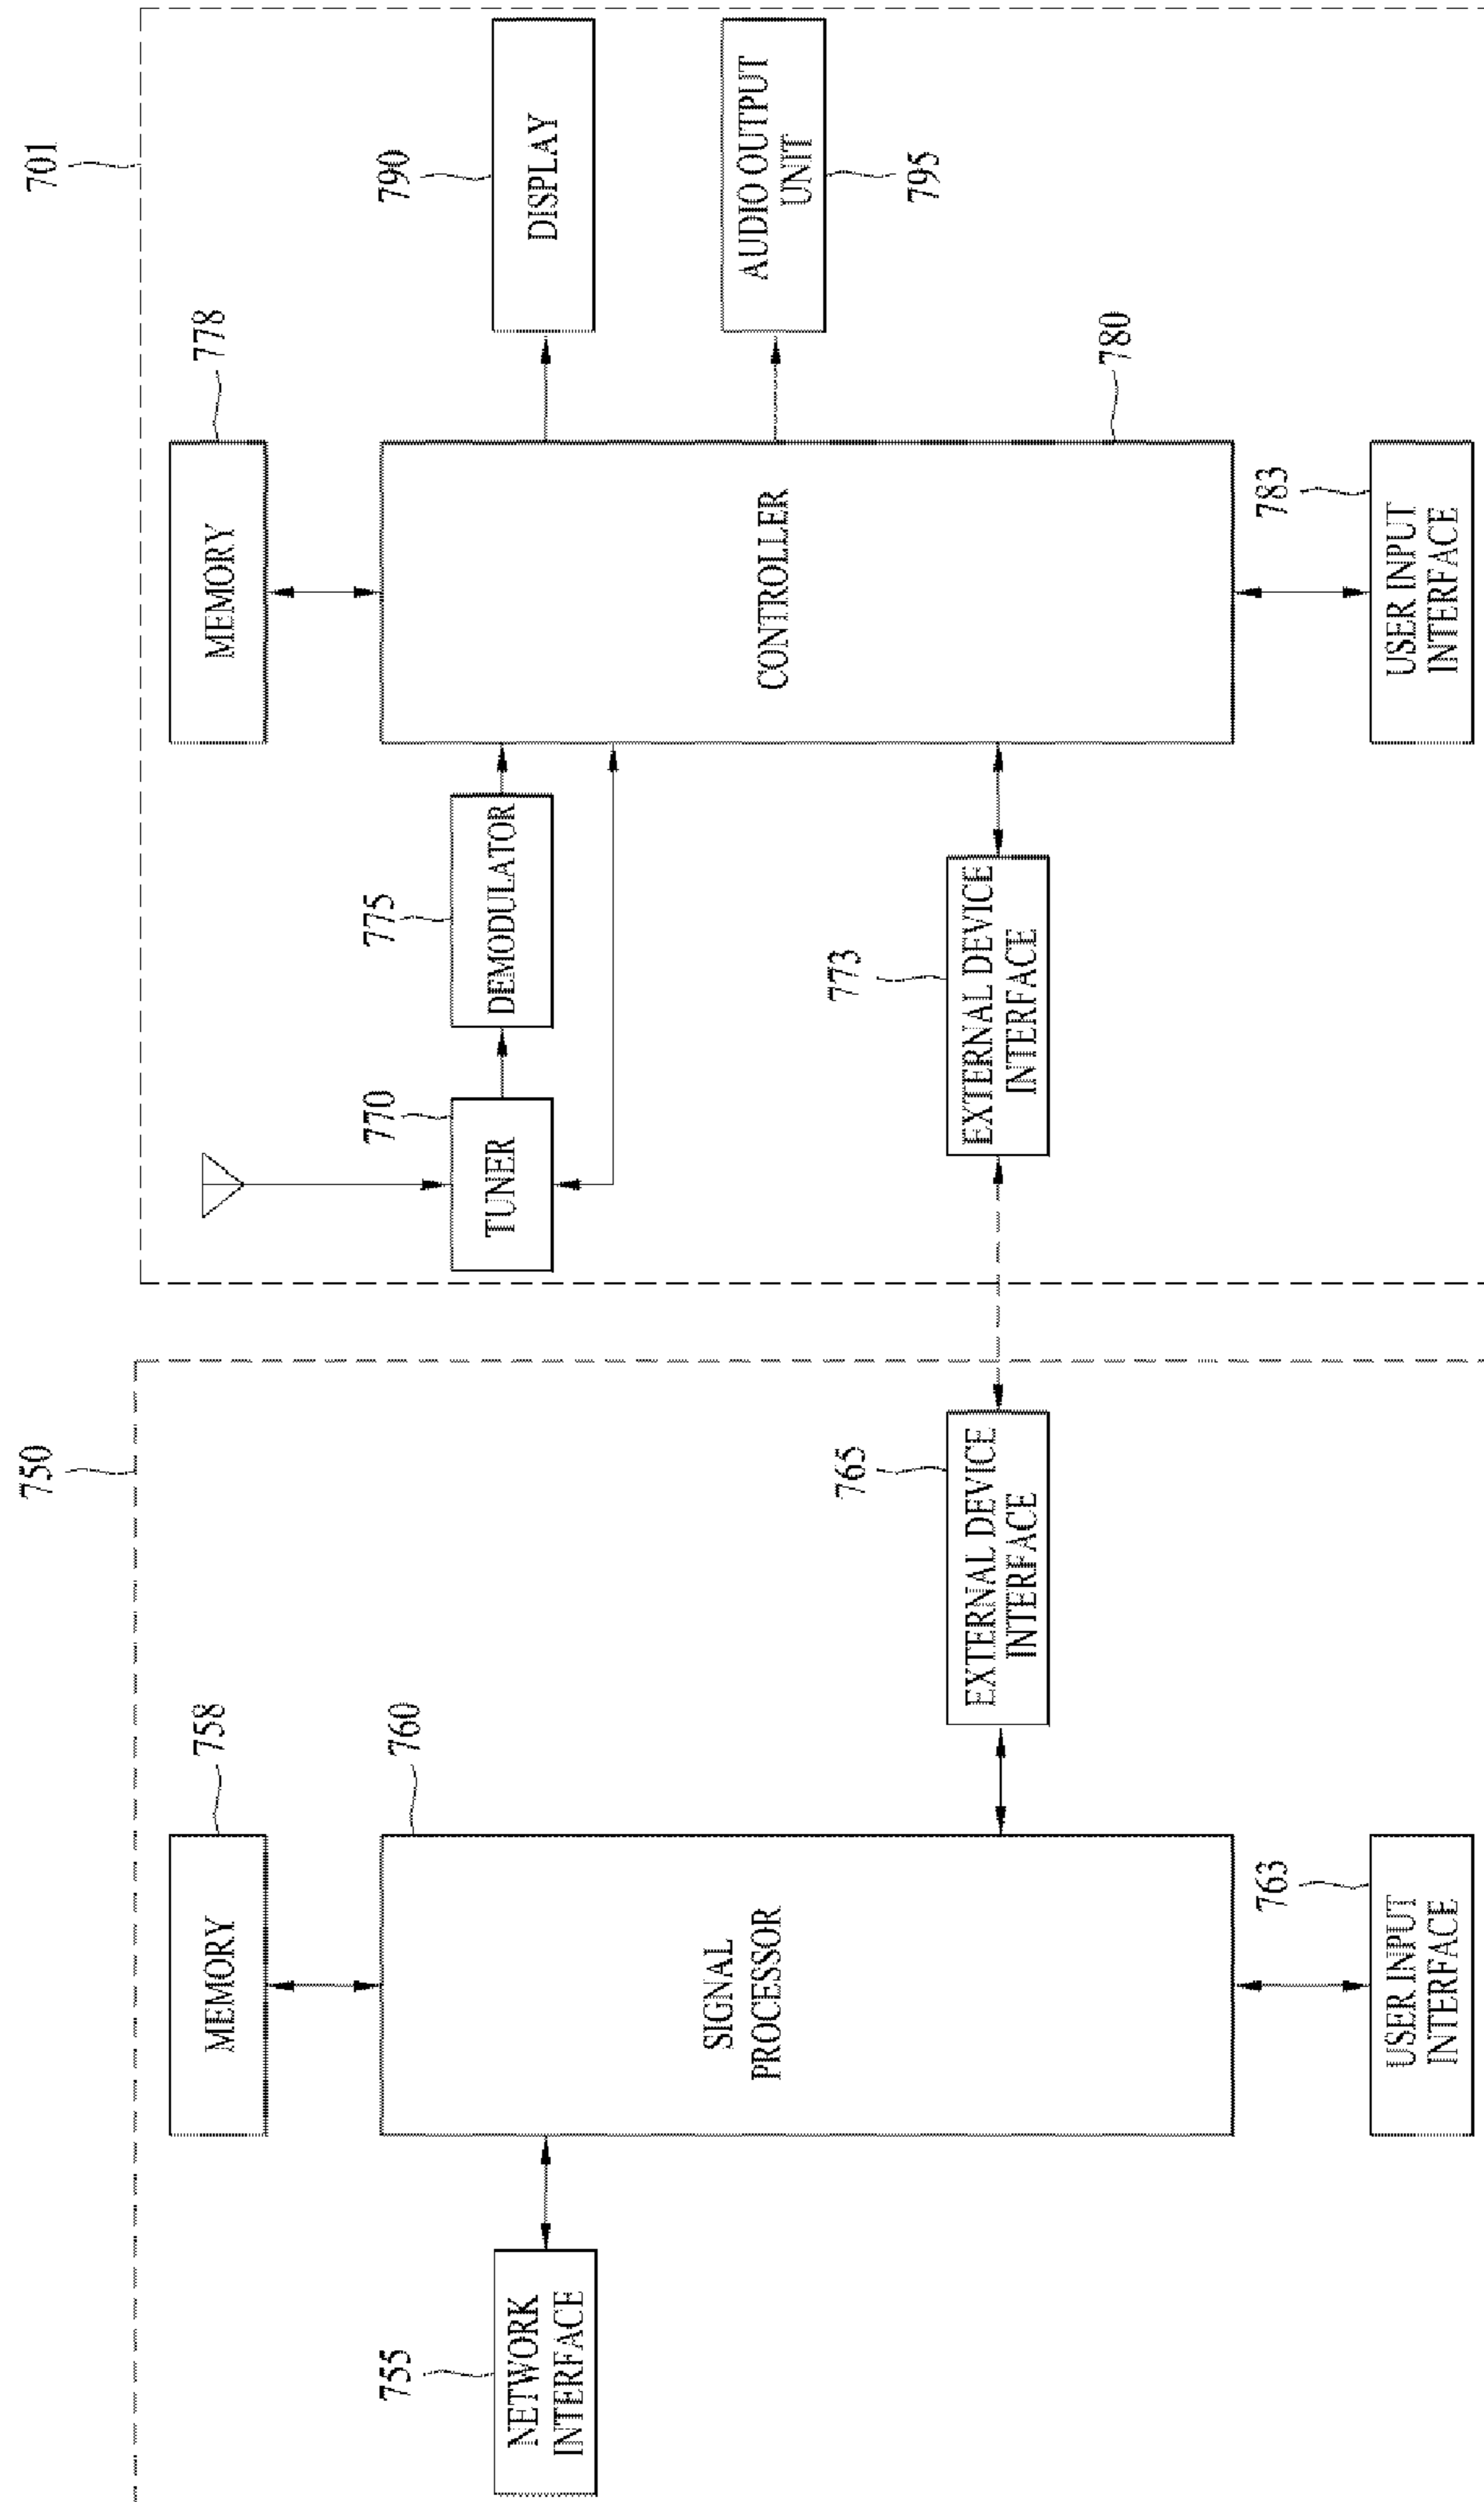 750
758
MEMORY
760
SIGNAL
PROCESSOR
755
NETWORK
INTERFACE
765
EXTERNAL DEVICE
INTERFACE
763
USER INPUT
INTERFACE
701
778
MEMORY
770
TUNER
775
DEMODULATOR
790
DISPLAY
AUDIO OUTPUT
UNIT
795
CONTROLLER
780
773
EXTERNAL DEVICE
INTERFACE
783
USER INPUT
INTERFACE